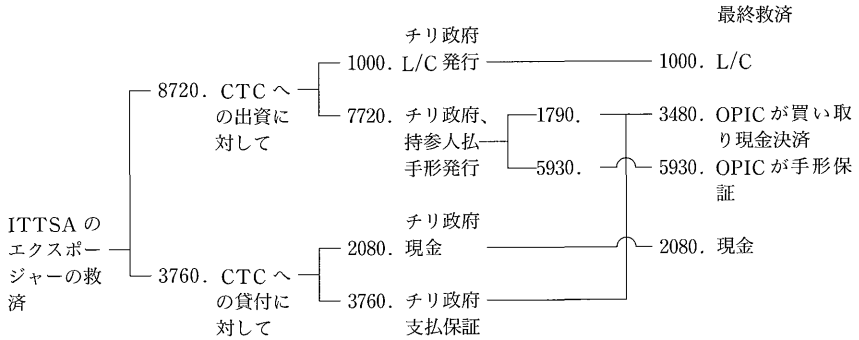 最終救済
チリ政府
1000. L/C発行
1000. L/C
8720. CTCへ
の出資に
対して
7720. チリ政府、
持参人払
手形発行
1790.
5930.
3480. OPICが買い取
り現金決済
5930. OPICが手形保
証
ITTSAの
エクスポー
ジャーの救
済
チリ政府
2080. 現金
2080. 現金
3760. CTCへ
の貸付に
対して
3760. チリ政府
支払保証